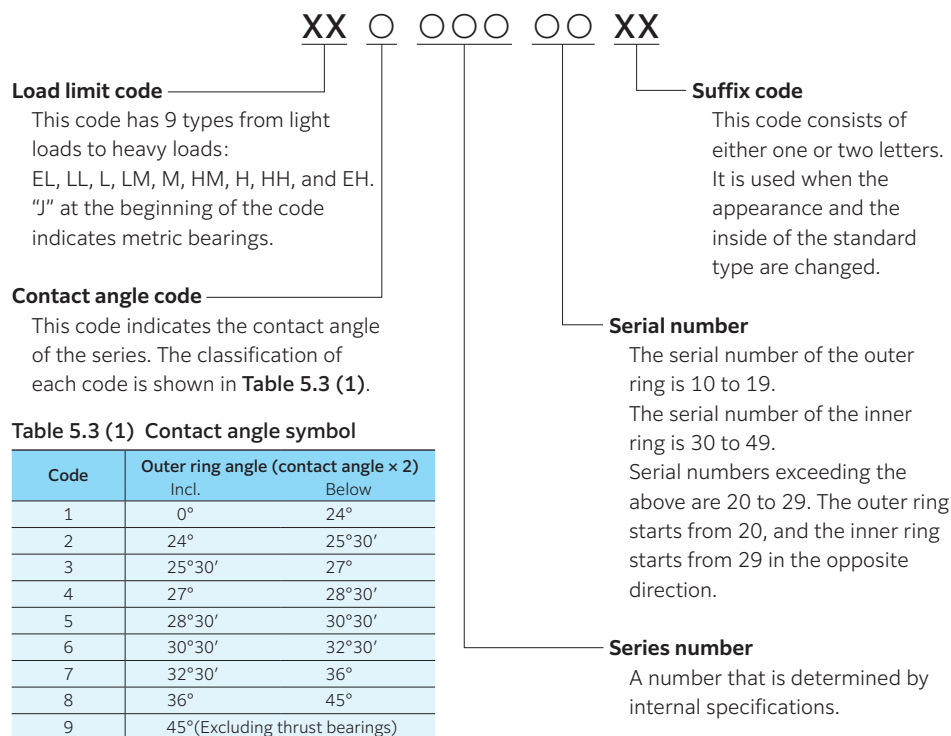 XX ○ ○○○ ○○ XX
Load limit code
This code has 9 types from light
loads to heavy loads:
EL, LL, L, LM, M, HM, H, HH, and EH.
“J” at the beginning of the code
indicates metric bearings.
Contact angle code
This code indicates the contact angle
of the series. The classification of
each code is shown in Table 5.3 (1).
Table 5.3 (1) Contact angle symbol
Code Outer ring angle (contact angle × 2)
Incl. Below
1 0° 24°
2 24° 25°30′
3 25°30′ 27°
4 27° 28°30′
5 28°30′ 30°30′
6 30°30′ 32°30′
7 32°30′ 36°
8 36° 45°
9 45°(Excluding thrust bearings)
Suffix code
This code consists of
either one or two letters.
It is used when the
appearance and the
inside of the standard
type are changed.
Serial number
The serial number of the outer
ring is 10 to 19.
The serial number of the inner
ring is 30 to 49.
Serial numbers exceeding the
above are 20 to 29. The outer ring
starts from 20, and the inner ring
starts from 29 in the opposite
direction.
Series number
A number that is determined by
internal specifications.